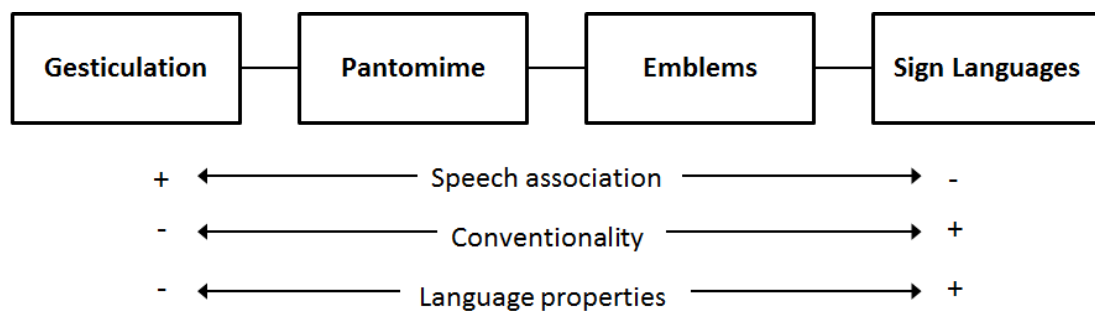 Gesticulation Pantomime Emblems Sign Languages
+ Speech association -
- Conventionality +
- Language properties +